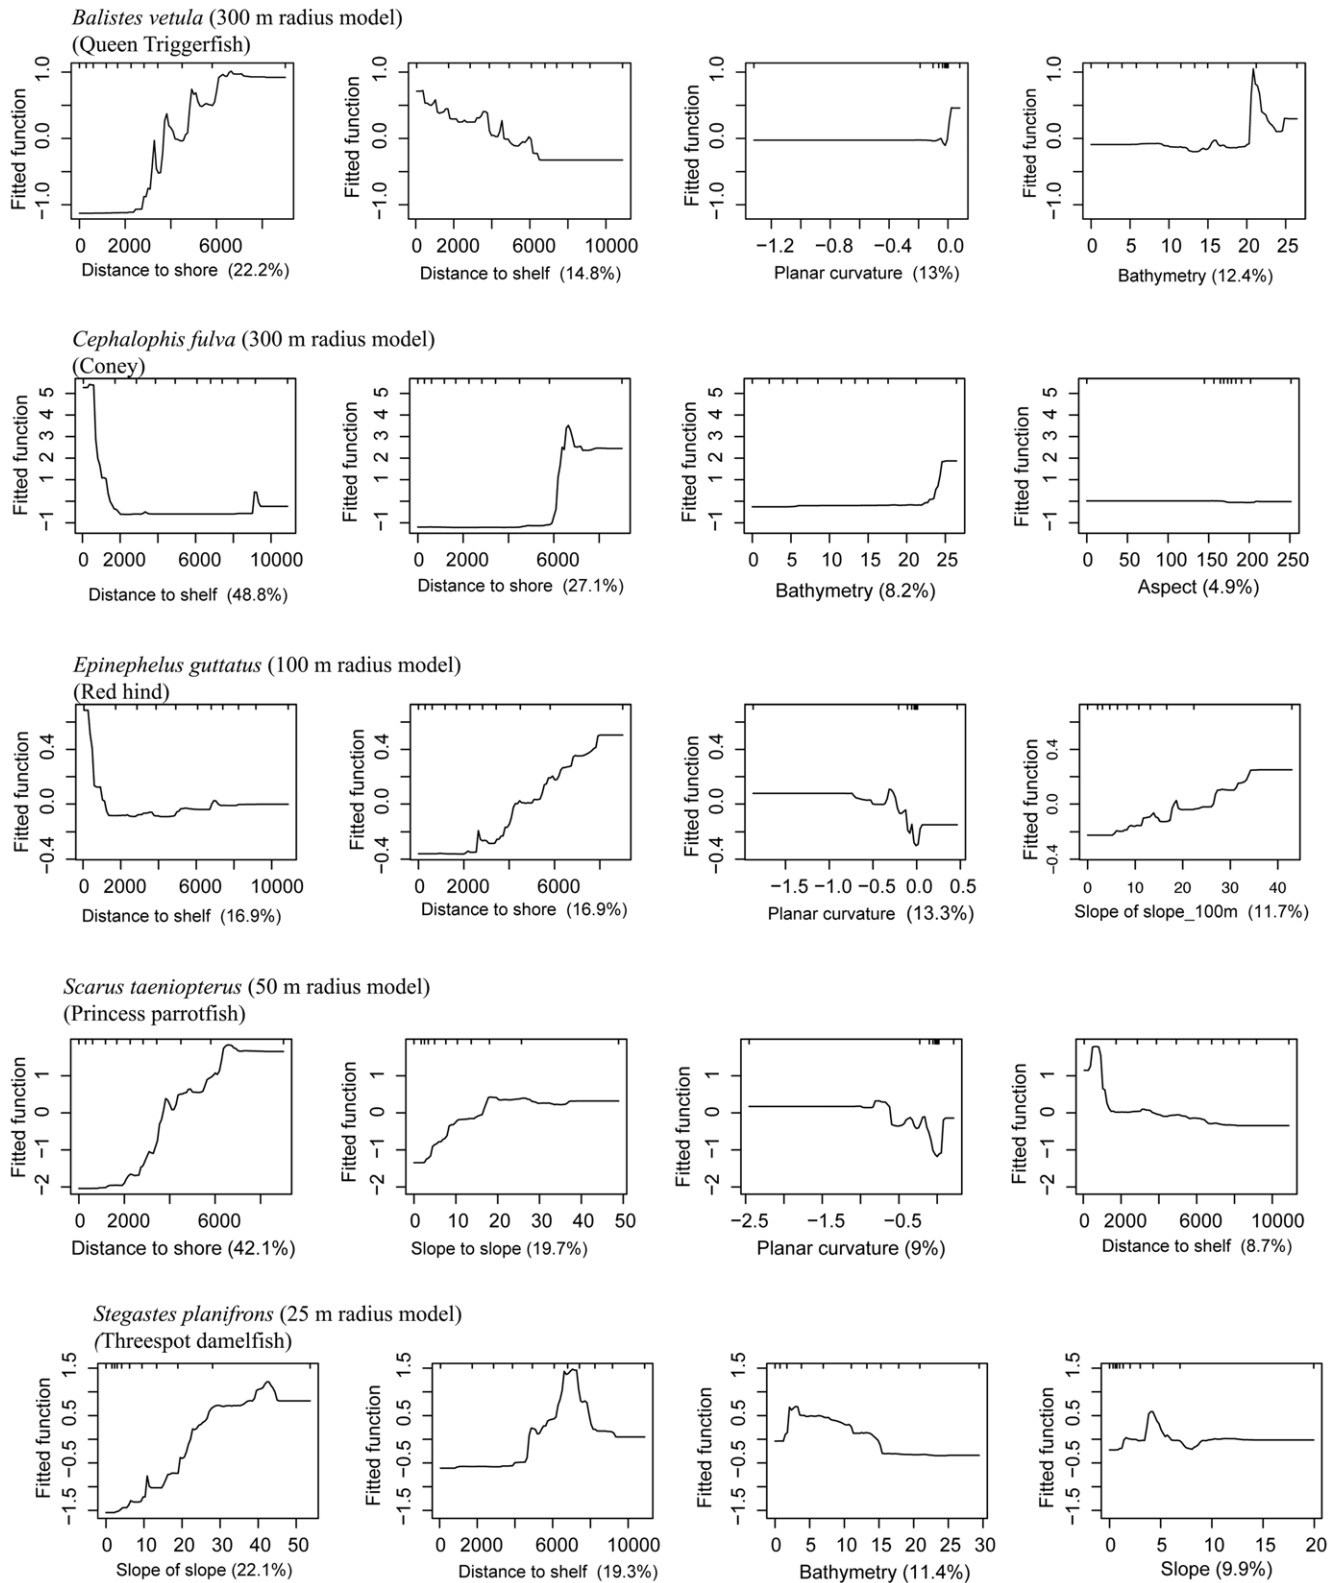 Balistes vetula (300 m radius model)
(Queen Triggerfish)
Fitted function
1.0
0.0
−1.0
0 2000 6000
Distance to shore (22.2%)
Fitted function
1.0
0.0
−1.0
0 2000 6000 10000
Distance to shelf (14.8%)
Fitted function
1.0
0.0
−1.0
−1.2 −0.8 −0.4 0.0
Planar curvature (13%)
Fitted function
1.0
0.0
−1.0
0 5 10 15 20 25
Bathymetry (12.4%)
Cephalophis fulva (300 m radius model)
(Coney)
Fitted function
5
4
3
2
1
−1
0 2000 6000 10000
Distance to shelf (48.8%)
Fitted function
5
4
3
2
1
−1
0 2000 6000
Distance to shore (27.1%)
Fitted function
5
4
3
2
1
−1
0 5 10 15 20 25
Bathymetry (8.2%)
Fitted function
5
4
3
2
1
−1
0 50 100 150 200 250
Aspect (4.9%)
Epinephelus guttatus (100 m radius model)
(Red hind)
Fitted function
0.4
0.0
−0.4
0 2000 6000 10000
Distance to shelf (16.9%)
Fitted function
0.4
0.0
−0.4
0 2000 6000
Distance to shore (16.9%)
Fitted function
0.4
0.0
−0.4
−1.5 −1.0 −0.5 0.0 0.5
Planar curvature (13.3%)
Fitted function
0.4
0.0
−0.4
0 10 20 30 40
Slope of slope_100m (11.7%)
Scarus taeniopterus (50 m radius model)
(Princess parrotfish)
Fitted function
1
0
−1
−2
0 2000 6000
Distance to shore (42.1%)
Fitted function
1
0
−1
−2
0 10 20 30 40 50
Slope to slope (19.7%)
Fitted function
1
0
−1
−2
−2.5 −1.5 −0.5
Planar curvature (9%)
Fitted function
1
0
−1
−2
0 2000 6000 10000
Distance to shelf (8.7%)
Stegastes planifrons (25 m radius model)
(Threespot damelfish)
Fitted function
1.5
0.5
−0.5
−1.5
0 10 20 30 40 50
Slope of slope (22.1%)
Fitted function
1.5
0.5
−0.5
−1.5
0 2000 6000 10000
Distance to shelf (19.3%)
Fitted function
1.5
0.5
−0.5
−1.5
0 5 10 15 20 25 30
Bathymetry (11.4%)
Fitted function
1.5
0.5
−0.5
−1.5
0 5 10 15 20
Slope (9.9%)